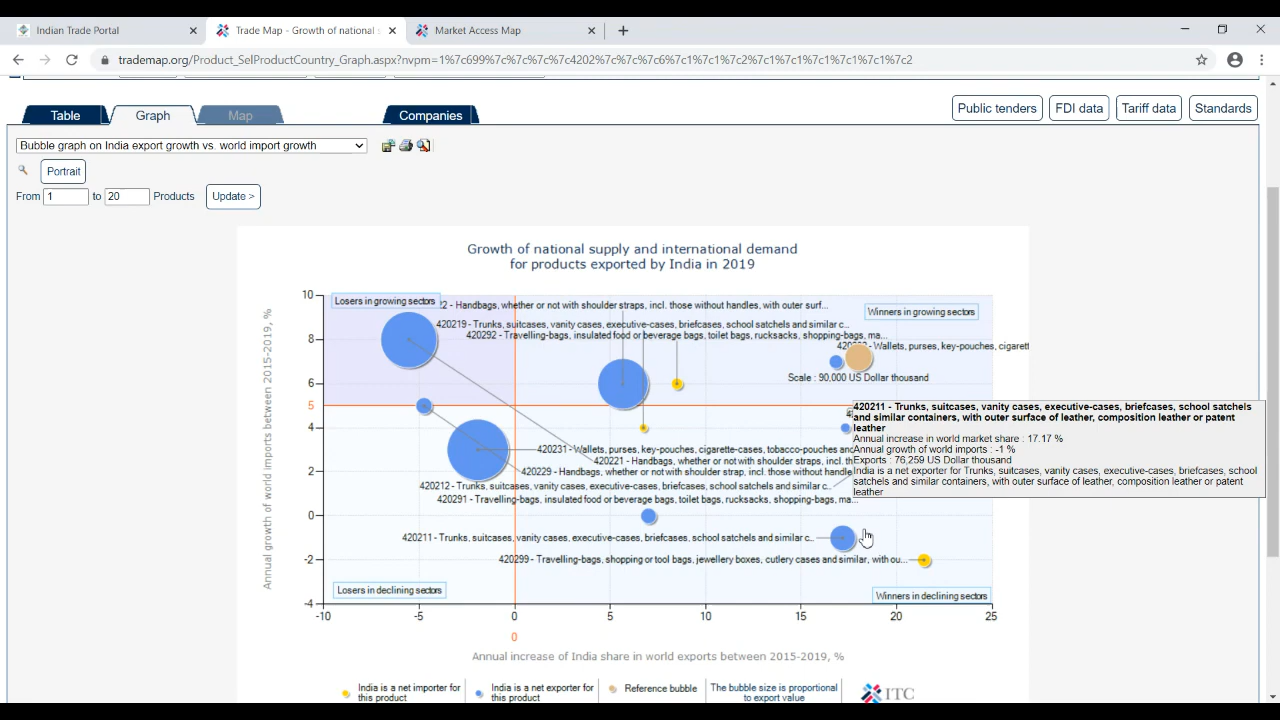 Indian Trade Portal
Trade Map - Growth of national s
Market Access Map
trademap.org/Product_SelProductCountry_Graph.aspx?nvpm=1%7c699%7c%7c%7c%7c4202%7c%7c%7c6%7c1%7c1%7c2%7c1%7c1%7c1%7c1%7c1%7c2
Table
Graph
Map
Companies
Public tenders
FDI data
Tariff data
Standards
Bubble graph on India export growth vs. world import growth
Portrait
From 1 to 20 Products Update >
Growth of national supply and international demand
for products exported by India in 2019
10
Losers in growing sectors
22 - Handbags, whether or not with shoulder straps, incl. those without handles, with outer surf...
Winners in growing sectors
420219 - Trunks, suitcases, vanity cases, executive-cases, briefcases, school satchels and similar c...
420292 - Travelling-bags, insulated food or beverage bags, toilet bags, rucksacks, shopping-bags, ma...
- Wallets, purses, key-pouches, cigarett
8
Scale : 90,000 US Dollar thousand
6
5
4
2
0
-2
-4
420211 - Trunks, suitcases, vanity cases, executive-cases, briefcases, school satchels
and similar containers, with outer surface of leather, composition leather or patent
leather
Annual increase in world market share : 17.17 %
Annual growth of world imports : -1 %
Exports : 76,259 US Dollar thousand
India is a net exporter for Trunks, suitcases, vanity cases, executive-cases, briefcases, school
satchels and similar containers, with outer surface of leather, composition leather or patent
leather
420231 - Wallets, purses, key-pouches, cigarette-cases, tobacco-pouches and
420221 - Handbags, whether or not with shoulder straps, incl. th
420229 - Handbags, whether or not with shoulder strap, incl. those without handle
420212 - Trunks, suitcases, vanity cases, executive-cases, briefcases, school satchels and similar c...
420291 - Travelling-bags, insulated food or beverage bags, toilet bags, rucksacks, shopping-bags, ma...
420211 - Trunks, suitcases, vanity cases, executive-cases, briefcases, school satchels and similar c...
420299 - Travelling-bags, shopping or tool bags, jewellery boxes, cutlery cases and similar, with ou...
Losers in declining sectors
Winners in declining sectors
-10 -5 0 5 10 15 20 25
0
Annual growth of world imports between 2015-2019, %
Annual increase of India share in world exports between 2015-2019, %
India is a net importer for
this product
India is a net exporter for
this product
Reference bubble
The bubble size is proportional
to export value
ITC